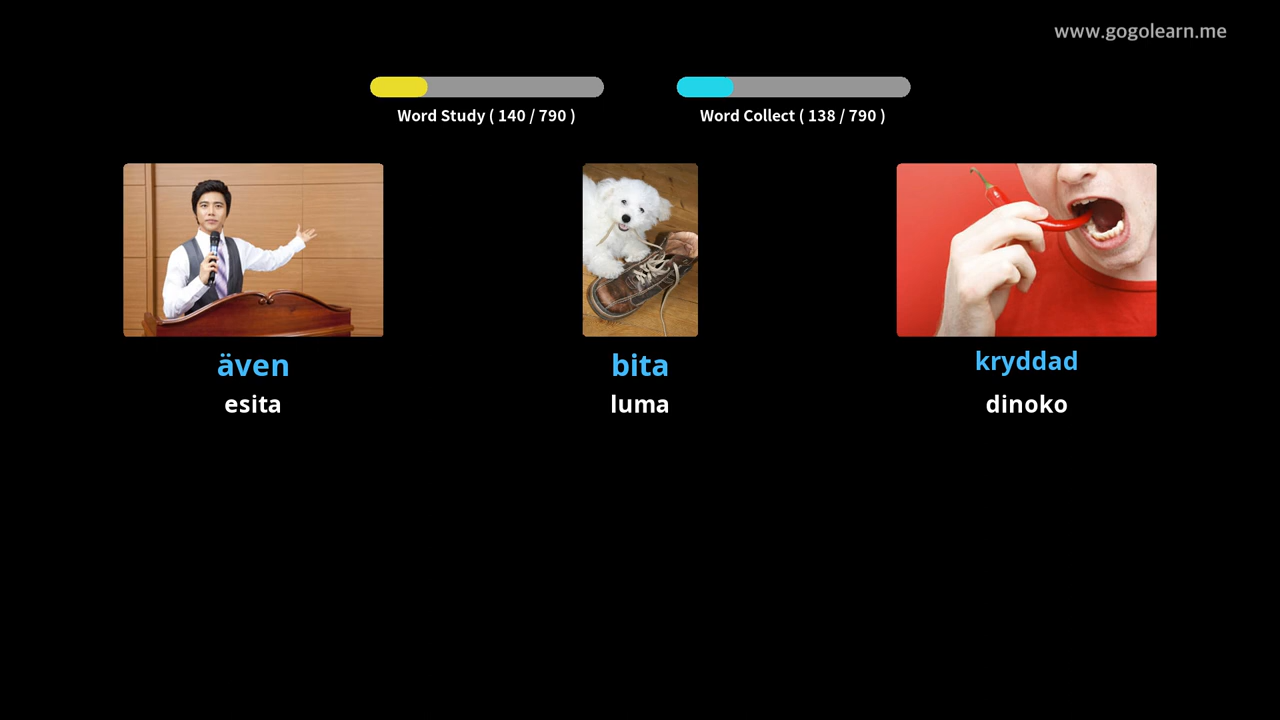 www.gogolearn.me
Word Study ( 140 / 790 )
Word Collect ( 138 / 790 )
även
bita
kryddad
esita
luma
dinoko